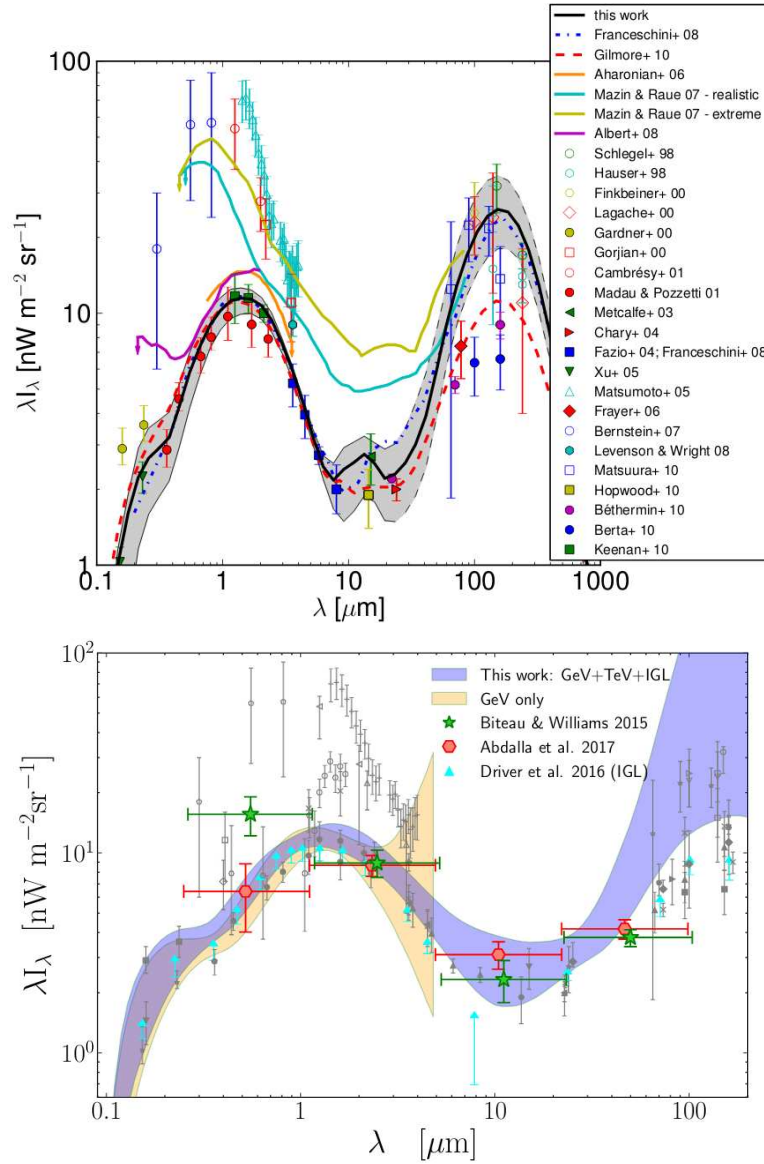 this work
Franceschini+ 08
Gilmore+ 10
Aharonian+ 06
Mazin & Raue 07 - realistic
Mazin & Raue 07 - extreme
Albert+ 08
Schlegel+ 98
Hauser+ 98
Finkbeiner+ 00
Lagache+ 00
Gardner+ 00
Gorjian+ 00
Cambrésy+ 01
Madau & Pozzetti 01
Metcalfe+ 03
Chary+ 04
Fazio+ 04; Franceschini+ 08
Xu+ 05
Matsumoto+ 05
Frayer+ 06
Bernstein+ 07
Levenson & Wright 08
Matsuura+ 10
Hopwood+ 10
Béthermin+ 10
Berta+ 10
Keenan+ 10
100
10
1
λI_λ [nW m⁻² sr⁻¹]
0.1 1 10 100 1000
λ [μm]
This work: GeV+TeV+IGL
GeV only
Biteau & Williams 2015
Abdalla et al. 2017
Driver et al. 2016 (IGL)
10²
10¹
10⁰
λI_λ [nW m⁻²sr⁻¹]
0.1 1 10 100
λ [μm]